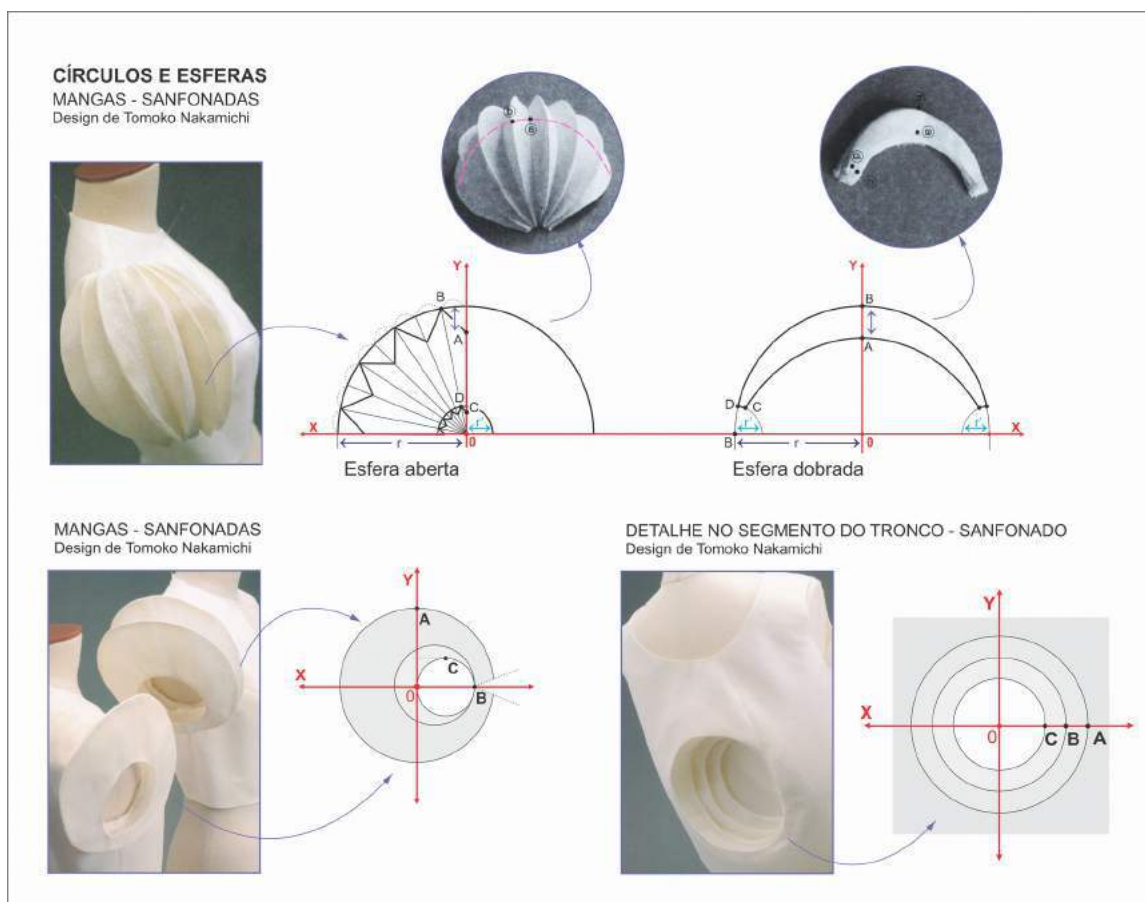 CÍRCULOS E ESFERAS
MANGAS - SANFONADAS
Design de Tomoko Nakamichi
b
a
Y
B
A
D
C
X
r
r'
0
Esfera aberta
a
Y
B
A
D
C
r'
r'
X
B
r
0
Esfera dobrada
MANGAS - SANFONADAS
Design de Tomoko Nakamichi
Y
A
C
X
0
B
DETALHE NO SEGMENTO DO TRONCO - SANFONADO
Design de Tomoko Nakamichi
Y
X
0
C
B
A